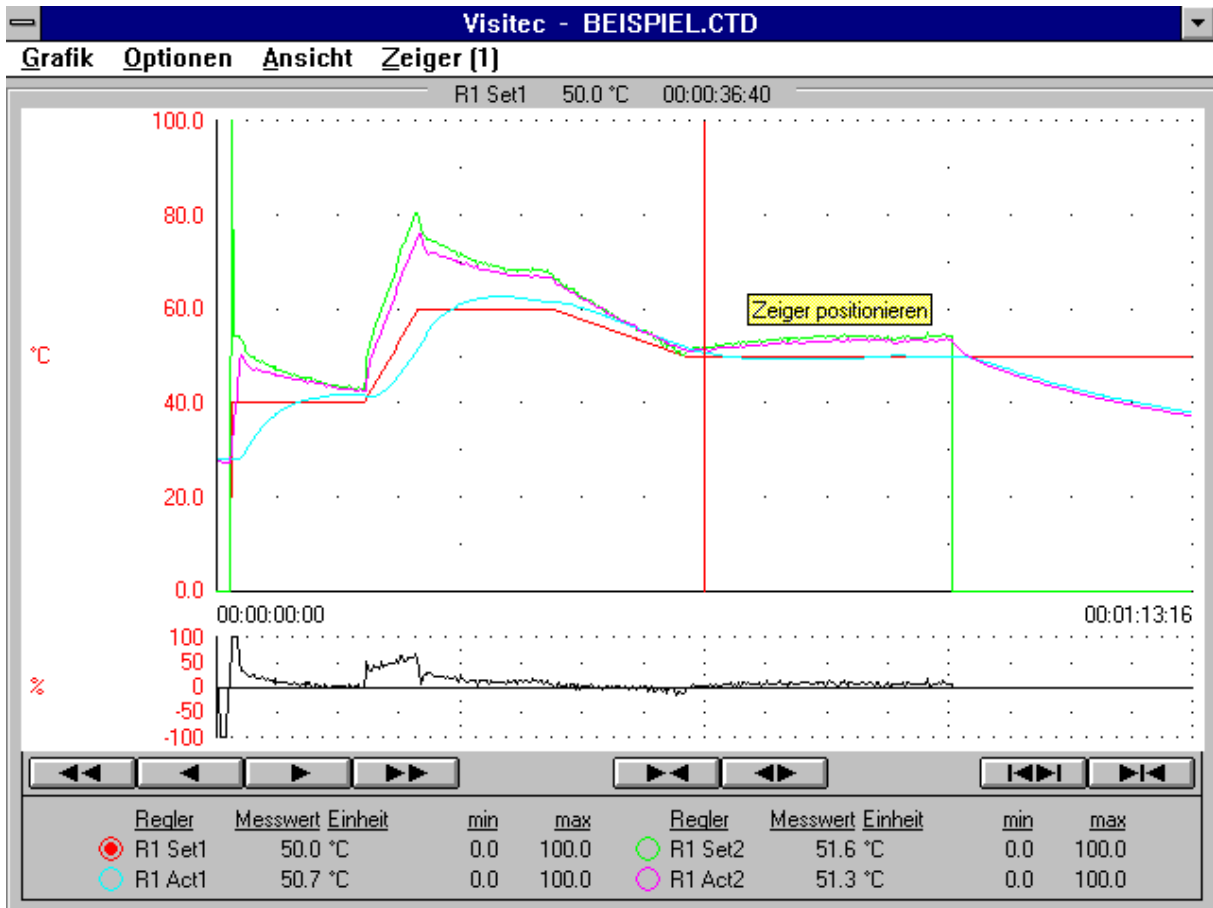 Visitec - BEISPIEL.CTD
Grafik Optionen Ansicht Zeiger (1)
R1 Set1 50.0 °C 00:00:36:40
100.0
80.0
Zeiger positionieren
60.0
°C
40.0
20.0
0.0
00:00:00:00 00:01:13:16
100
50
% 0
-50
-100
Regler Messwert Einheit min max Regler Messwert Einheit min max
R1 Set1 50.0 °C 0.0 100.0 R1 Set2 51.6 °C 0.0 100.0
R1 Act1 50.7 °C 0.0 100.0 R1 Act2 51.3 °C 0.0 100.0